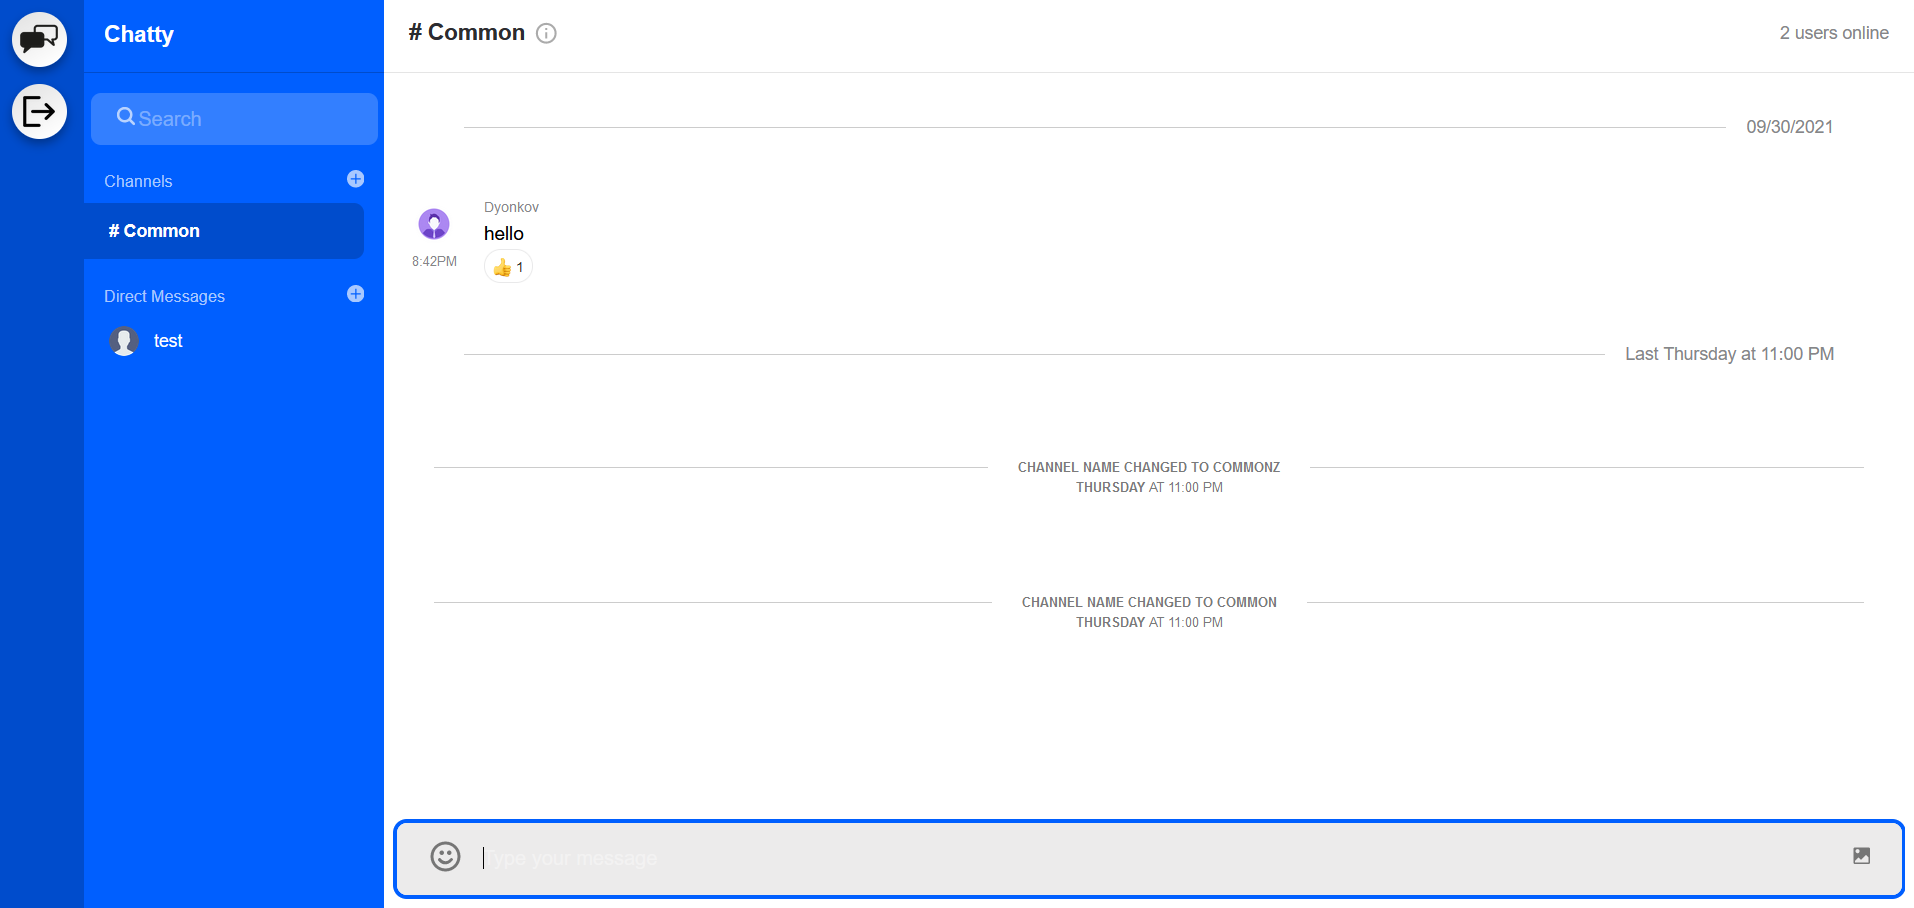 Chatty
Search
Channels
# Common
Direct Messages
test
# Common
2 users online
09/30/2021
Dyonkov
hello
8:42PM
👍 1
Last Thursday at 11:00 PM
CHANNEL NAME CHANGED TO COMMONZ
THURSDAY AT 11:00 PM
CHANNEL NAME CHANGED TO COMMON
THURSDAY AT 11:00 PM
Type your message